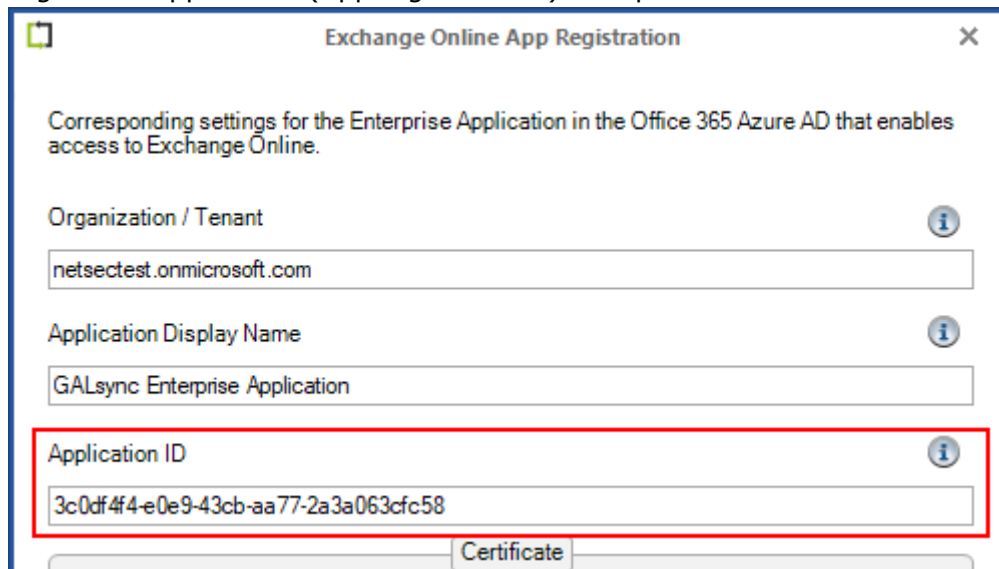 Exchange Online App Registration
Corresponding settings for the Enterprise Application in the Office 365 Azure AD that enables
access to Exchange Online.
Organization / Tenant
netsectest.onmicrosoft.com
Application Display Name
GALsync Enterprise Application
Application ID
3c0df4f4-e0e9-43cb-aa77-2a3a063cfc58
Certificate